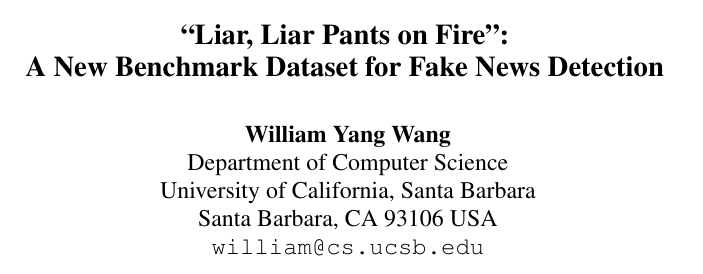 “Liar, Liar Pants on Fire”:
A New Benchmark Dataset for Fake News Detection
William Yang Wang
Department of Computer Science
University of California, Santa Barbara
Santa Barbara, CA 93106 USA
william@cs.ucsb.edu